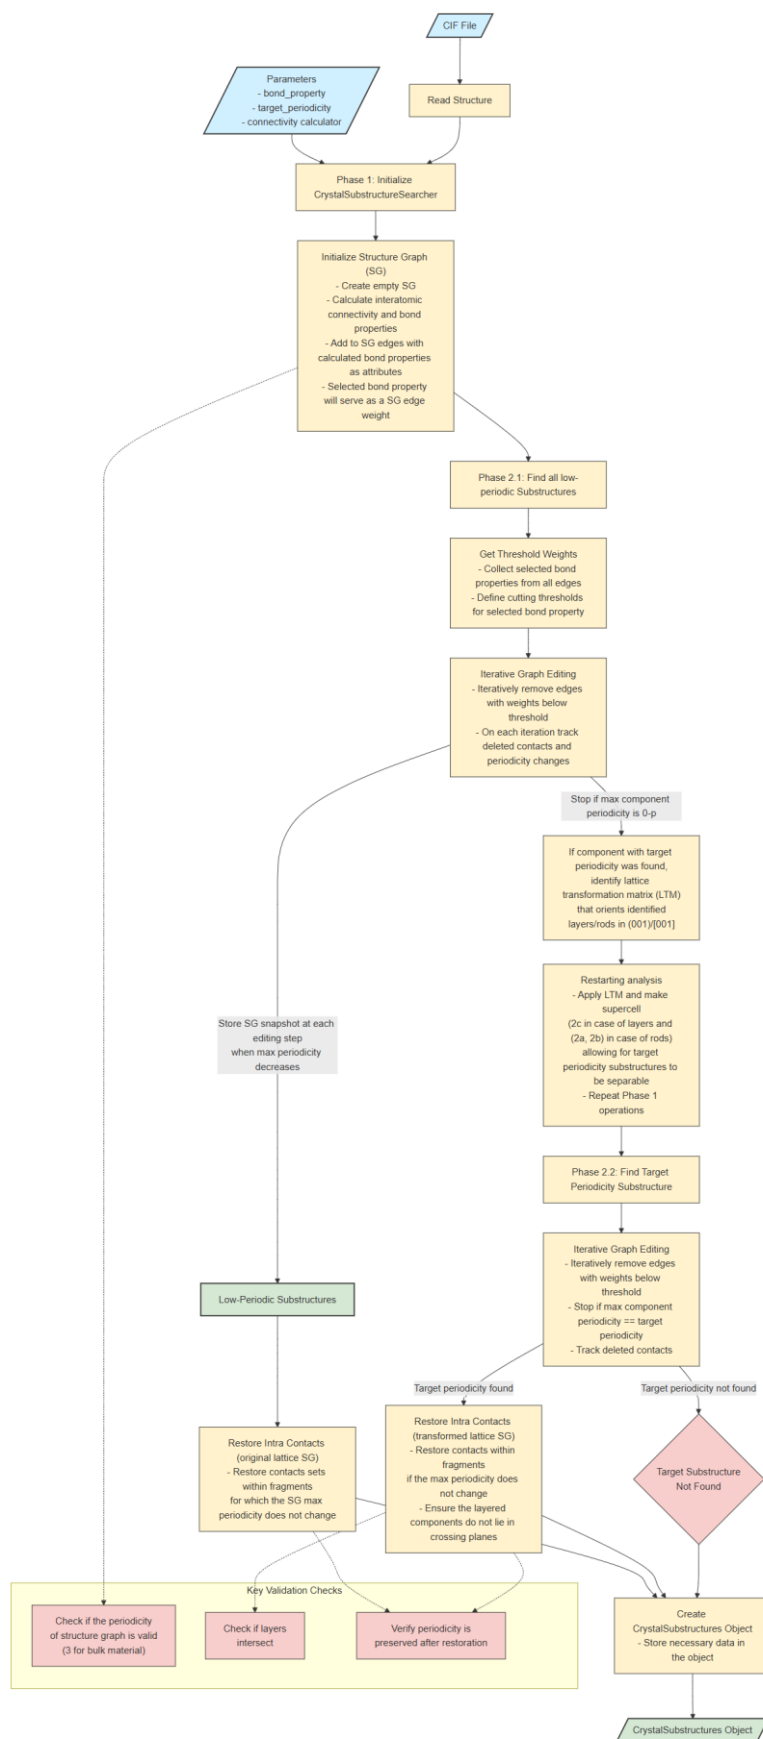 CIF File
Parameters
- bond_property
- target_periodicity
- connectivity calculator
Read Structure
Phase 1: Initialize
CrystalSubstructureSearcher
Initialize Structure Graph
(SG)
- Create empty SG
- Calculate interatomic
connectivity and bond
properties
- Add to SG edges with
calculated bond properties
as attributes
- Selected bond property
will serve as a SG edge
weight
Phase 2.1: Find all low-
periodic Substructures
Get Threshold Weights
- Collect selected bond
properties from all edges
- Define cutting thresholds
for selected bond property
Iterative Graph Editing
- Iteratively remove edges
with weights below
threshold
- On each iteration track
deleted contacts and
periodicity changes
Stop if max component
periodicity is 0-p
If component with target
periodicity was found,
identify lattice
transformation matrix (LTM)
that orients identified
layers/rods in (001)/[001]
Restarting analysis
- Apply LTM and make
supercell
(2c in case of layers and
(2a, 2b) in case of rods)
allowing for target
periodicity substructures to
be separable
- Repeat Phase 1
operations
Store SG snapshot at each
editing step
when max periodicity
decreases
Phase 2.2: Find Target
Periodicity Substructure
Iterative Graph Editing
- Iteratively remove edges
with weights below
threshold
- Stop if max component
periodicity == target
periodicity
- Track deleted contacts
Low-Periodic Substructures
Target periodicity found
Target periodicity not found
Restore Intra Contacts
(original lattice SG)
- Restore contacts sets
within fragments
for which the SG max
periodicity does not change
Restore Intra Contacts
(transformed lattice SG)
- Restore contacts within
fragments
if the max periodicity does
not change
- Ensure the layered
components do not lie in
crossing planes
Target Substructure
Not Found
Key Validation Checks
Check if the periodicity
of structure graph is valid
(3 for bulk material)
Check if layers
intersect
Verify periodicity is
preserved after restoration
Create
CrystalSubstructures Object
- Store necessary data in
the object
CrystalSubstructures Object